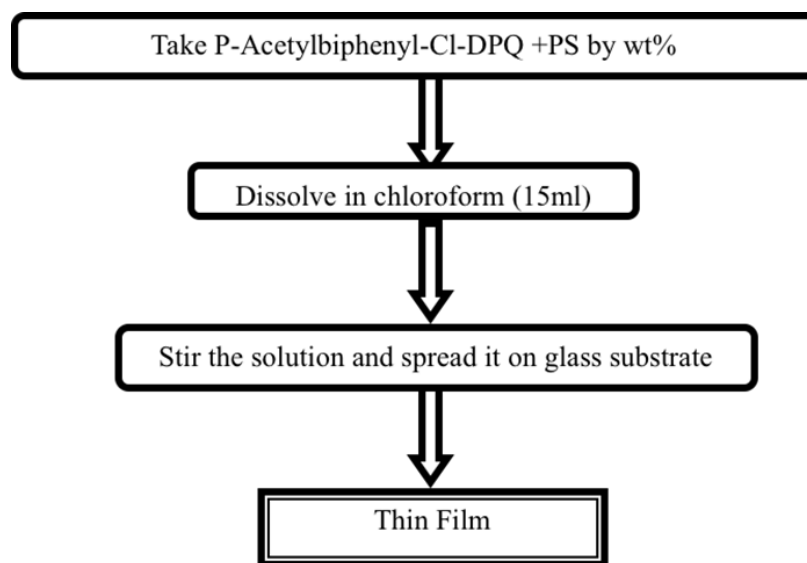 Take P-Acetylbiphenyl-Cl-DPQ +PS by wt%
Dissolve in chloroform (15ml)
Stir the solution and spread it on glass substrate
Thin Film